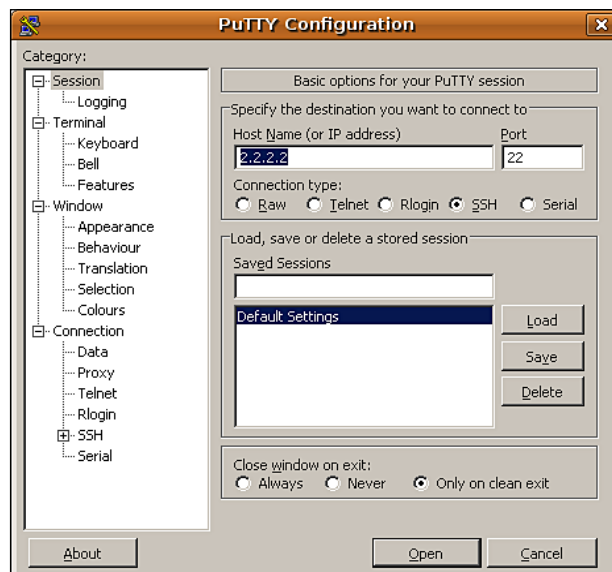 PuTTY Configuration
Category:
Session
Logging
Terminal
Keyboard
Bell
Features
Window
Appearance
Behaviour
Translation
Selection
Colours
Connection
Data
Proxy
Telnet
Rlogin
SSH
Serial
Basic options for your PuTTY session
Specify the destination you want to connect to
Host Name (or IP address) Port
2.2.2.2 22
Connection type:
Raw Telnet Rlogin SSH Serial
Load, save or delete a stored session
Saved Sessions
Default Settings
Load
Save
Delete
Close window on exit:
Always Never Only on clean exit
About Open Cancel